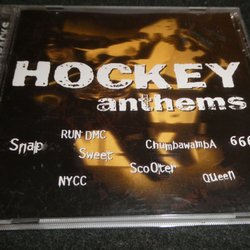 HOCKEY
anthems
Snap RUN DMC Sweet ChumbawambA 666
NYCC Scooter Queen